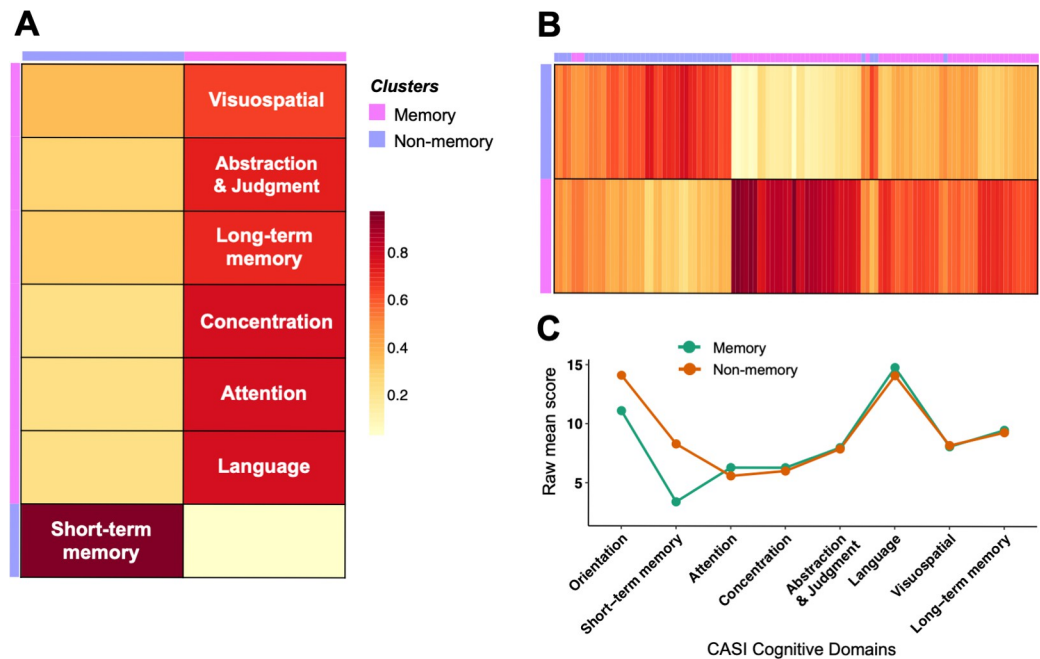 A
Visuospatial
Abstraction
& Judgment
Long-term
memory
Concentration
Attention
Language
Short-term
memory
Clusters
Memory
Non-memory
0.8
0.6
0.4
0.2
B
C
Memory
Non-memory
Raw mean score
15
10
5
Orientation
Short-term memory
Attention
Concentration
Abstraction
& Judgment
Language
Visuospatial
Long-term memory
CASI Cognitive Domains